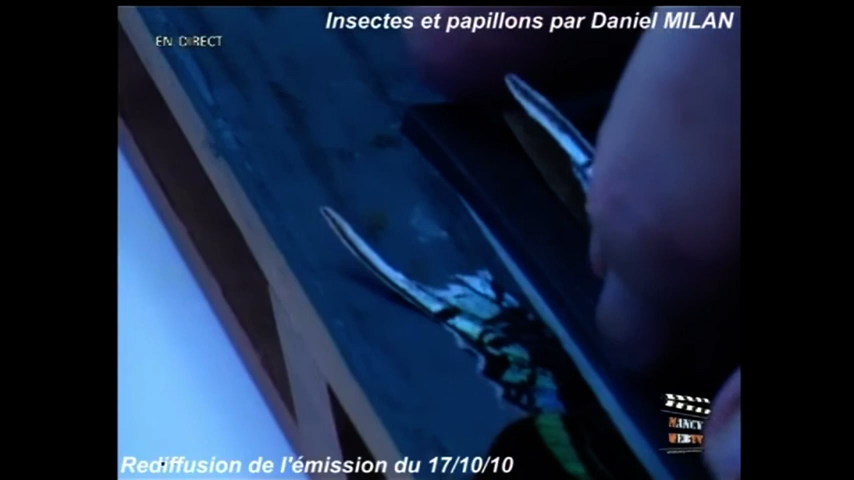 Insectes et papillons par Daniel MILAN
EN DIRECT
NANCY
WEBTV
Rediffusion de l'émission du 17/10/10